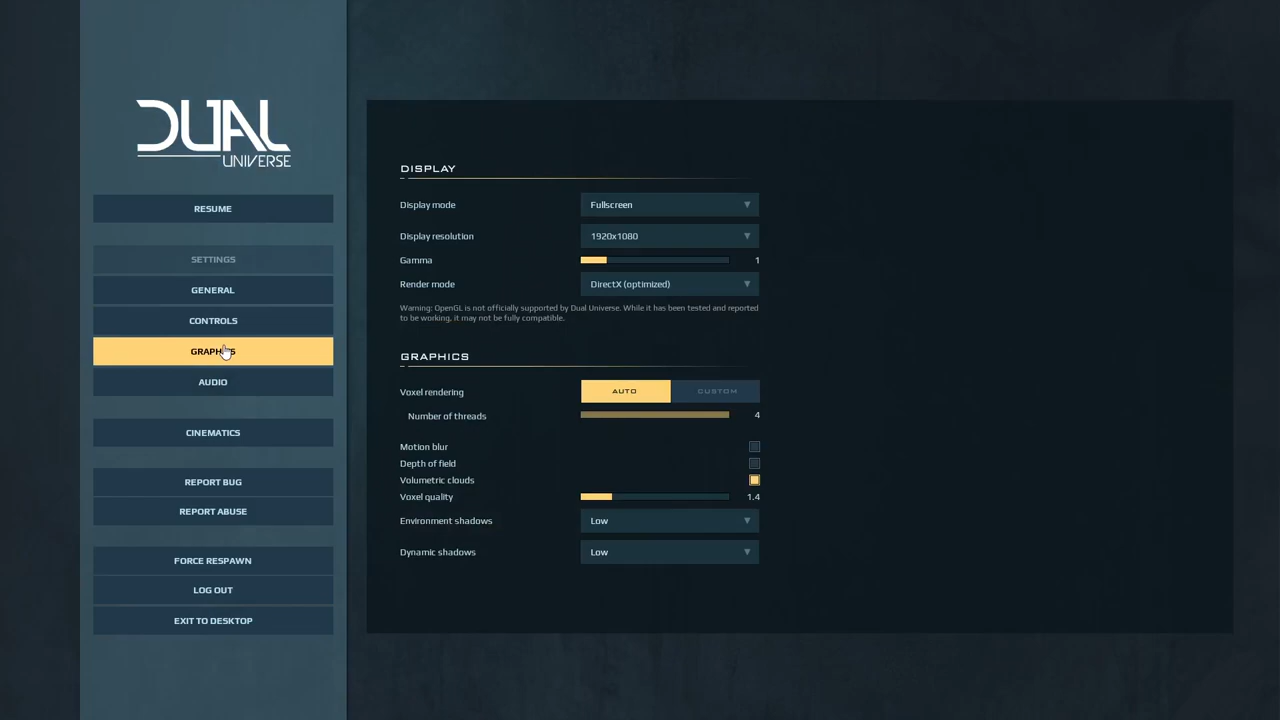 DUAL
UNIVERSE
RESUME
SETTINGS
GENERAL
CONTROLS
GRAPHICS
AUDIO
CINEMATICS
REPORT BUG
REPORT ABUSE
FORCE RESPAWN
LOG OUT
EXIT TO DESKTOP
DISPLAY
Display mode Fullscreen
Display resolution 1920x1080
Gamma 1
Render mode DirectX (optimized)
Warning: OpenGL is not officially supported by Dual Universe. While it has been tested and reported
to be working, it may not be fully compatible.
GRAPHICS
Voxel rendering AUTO CUSTOM
Number of threads 4
Motion blur
Depth of field
Volumetric clouds
Voxel quality 1.4
Environment shadows Low
Dynamic shadows Low